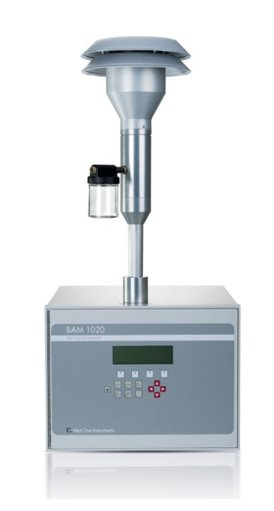 BAM 1020
PARTICULATE MONITOR
Met One Instruments